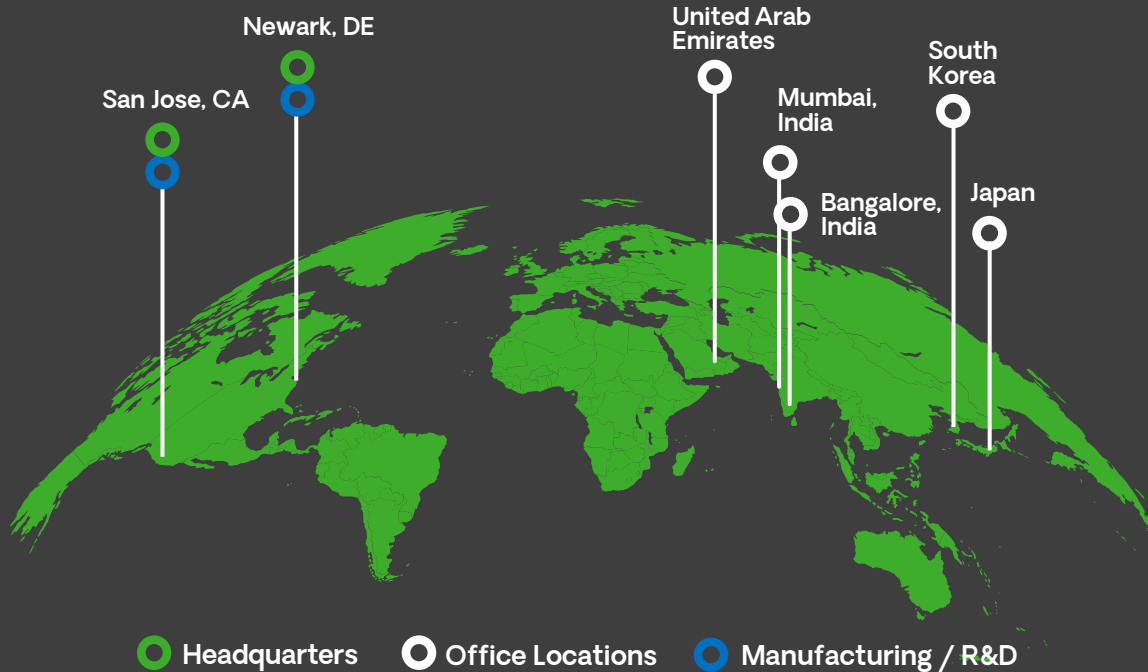 Newark, DE
San Jose, CA
United Arab
Emirates
Mumbai,
India
Bangalore,
India
South
Korea
Japan
Headquarters
Office Locations
Manufacturing / R&D